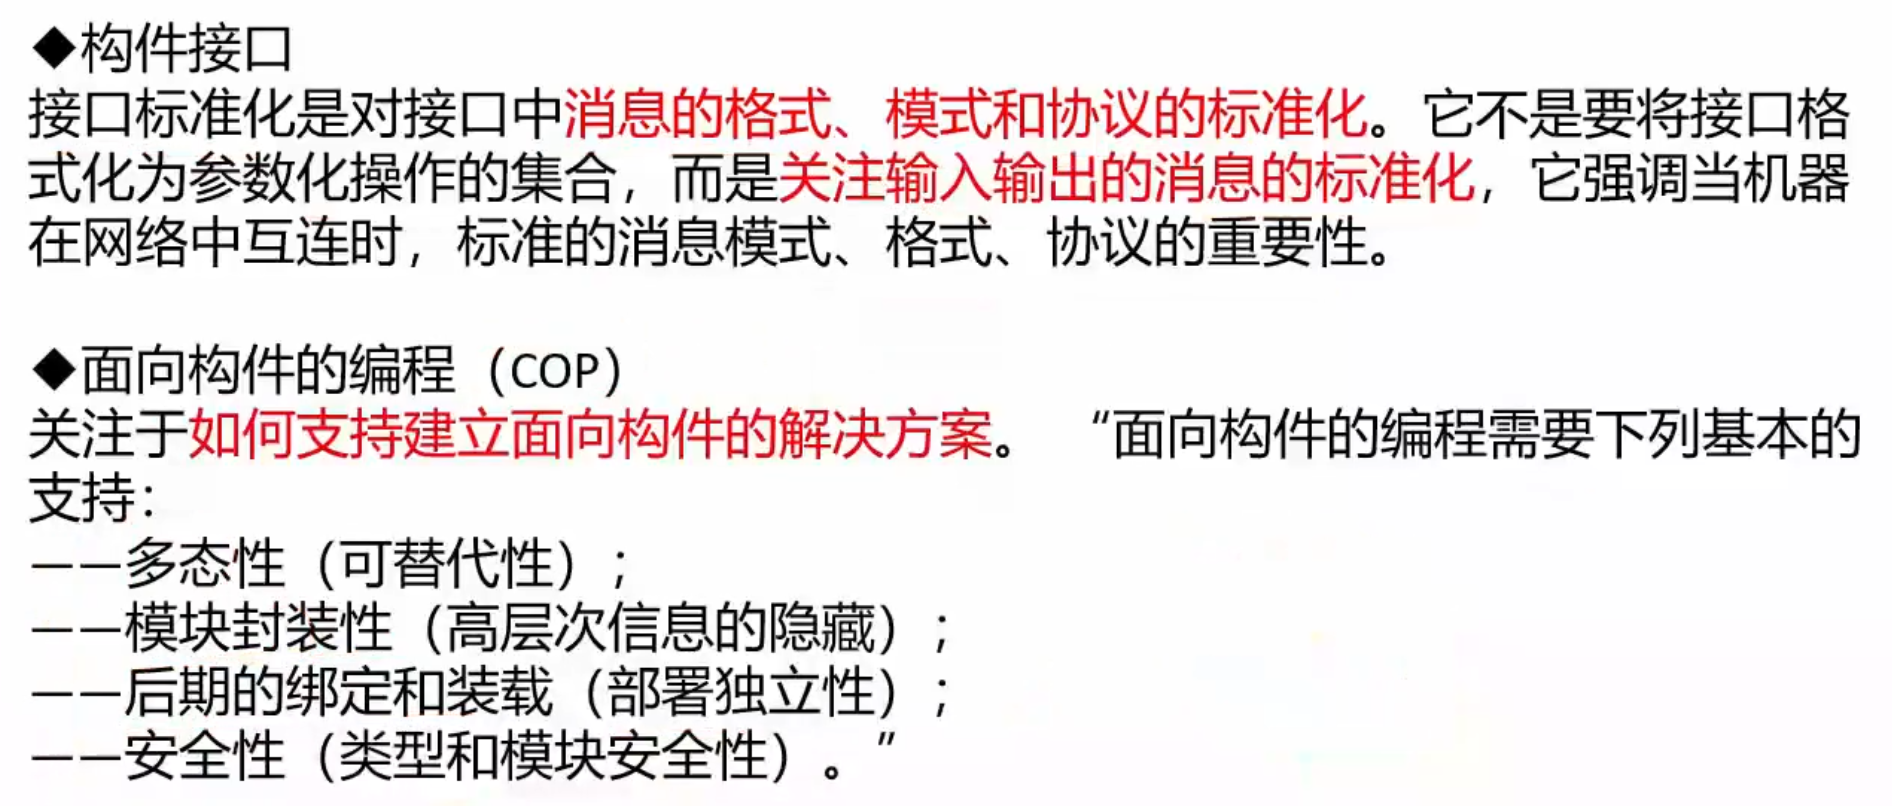 ◆构件接口
接口标准化是对接口中消息的格式、模式和协议的标准化。它不是要将接口格
式化为参数化操作的集合，而是关注输入输出的消息的标准化，它强调当机器
在网络中互连时，标准的消息模式、格式、协议的重要性。
◆面向构件的编程（COP）
关注于如何支持建立面向构件的解决方案。 “面向构件的编程需要下列基本的
支持：
——多态性（可替代性）；
——模块封装性（高层次信息的隐藏）；
——后期的绑定和装载（部署独立性）；
——安全性（类型和模块安全性）。”